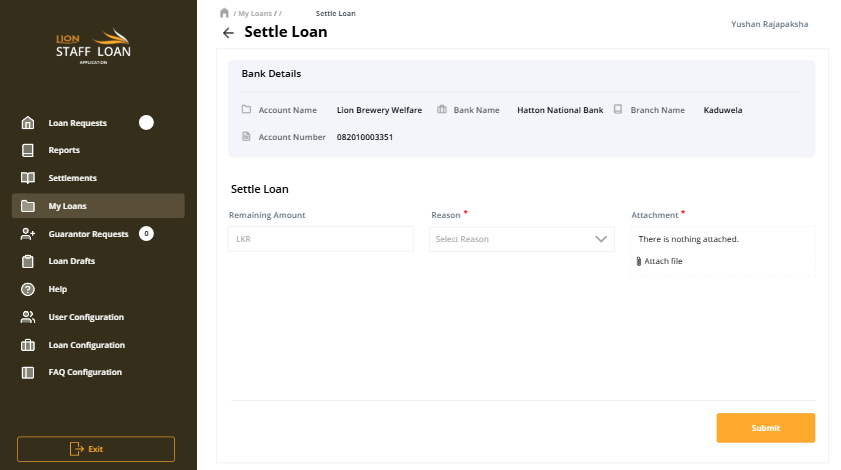 LION
STAFF LOAN
APPLICATION
Loan Requests
Reports
Settlements
My Loans
Guarantor Requests 0
Loan Drafts
Help
User Configuration
Loan Configuration
FAQ Configuration
Exit
/ My Loans / / Settle Loan
Settle Loan
Yushan Rajapaksha
Bank Details
Account Name Lion Brewery Welfare Bank Name Hatton National Bank Branch Name Kaduwela
Account Number 082010003351
Settle Loan
Remaining Amount Reason * Attachment *
LKR Select Reason There is nothing attached.
Attach file
Submit